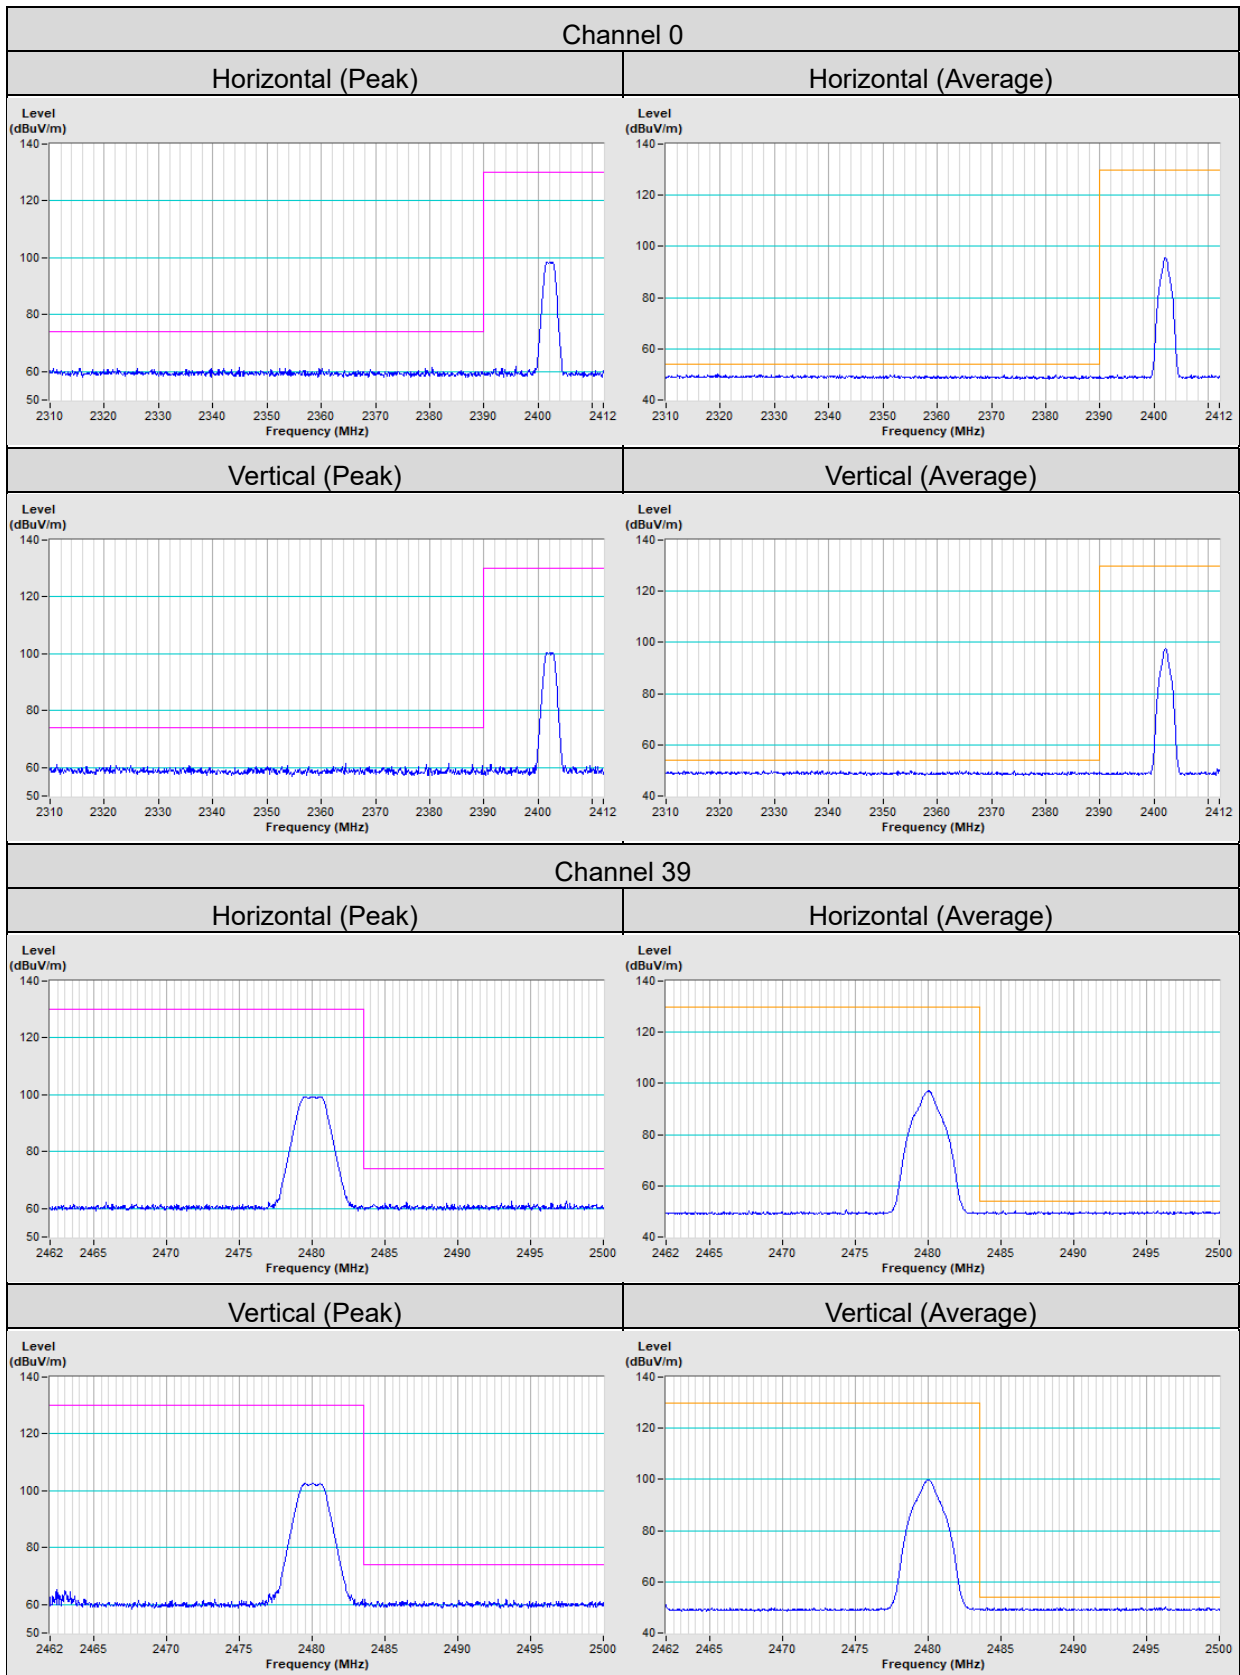 Channel 0
Horizontal (Peak)
Horizontal (Average)
Level
(dBuV/m)
140
120
100
80
60
50
2310 2320 2330 2340 2350 2360 2370 2380 2390 2400 2412
Frequency (MHz)
Level
(dBuV/m)
140
120
100
80
60
40
2310 2320 2330 2340 2350 2360 2370 2380 2390 2400 2412
Frequency (MHz)
Vertical (Peak)
Vertical (Average)
Level
(dBuV/m)
140
120
100
80
60
50
2310 2320 2330 2340 2350 2360 2370 2380 2390 2400 2412
Frequency (MHz)
Level
(dBuV/m)
140
120
100
80
60
40
2310 2320 2330 2340 2350 2360 2370 2380 2390 2400 2412
Frequency (MHz)
Channel 39
Horizontal (Peak)
Horizontal (Average)
Level
(dBuV/m)
140
120
100
80
60
50
2462 2465 2470 2475 2480 2485 2490 2495 2500
Frequency (MHz)
Level
(dBuV/m)
140
120
100
80
60
40
2462 2465 2470 2475 2480 2485 2490 2495 2500
Frequency (MHz)
Vertical (Peak)
Vertical (Average)
Level
(dBuV/m)
140
120
100
80
60
50
2462 2465 2470 2475 2480 2485 2490 2495 2500
Frequency (MHz)
Level
(dBuV/m)
140
120
100
80
60
40
2462 2465 2470 2475 2480 2485 2490 2495 2500
Frequency (MHz)